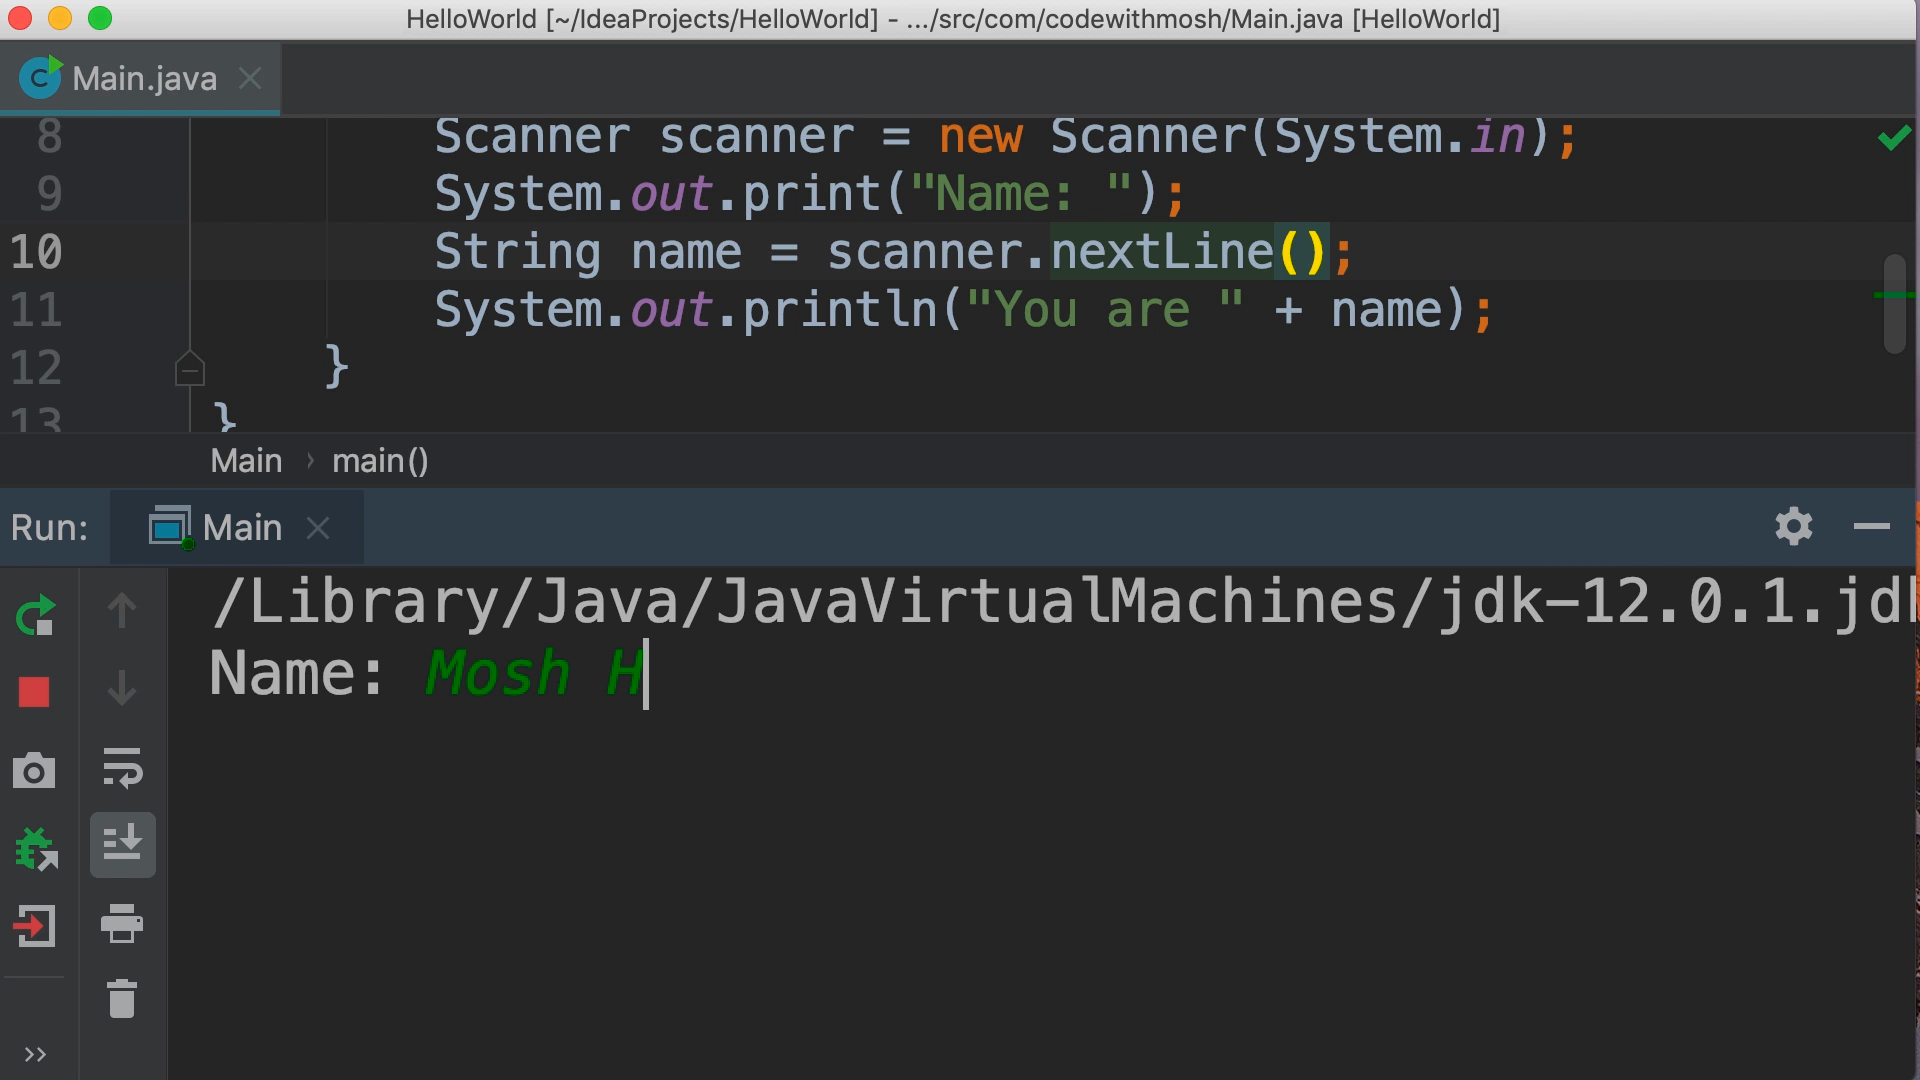 HelloWorld [~/IdeaProjects/HelloWorld] - .../src/com/codewithmosh/Main.java [HelloWorld]
Main.java
8 Scanner scanner = new Scanner(System.in);
9 System.out.print("Name: ");
10 String name = scanner.nextLine();
11 System.out.println("You are " + name);
12 }
13 }
Main › main()
Run: Main
/Library/Java/JavaVirtualMachines/jdk-12.0.1.jdk
Name: Mosh H